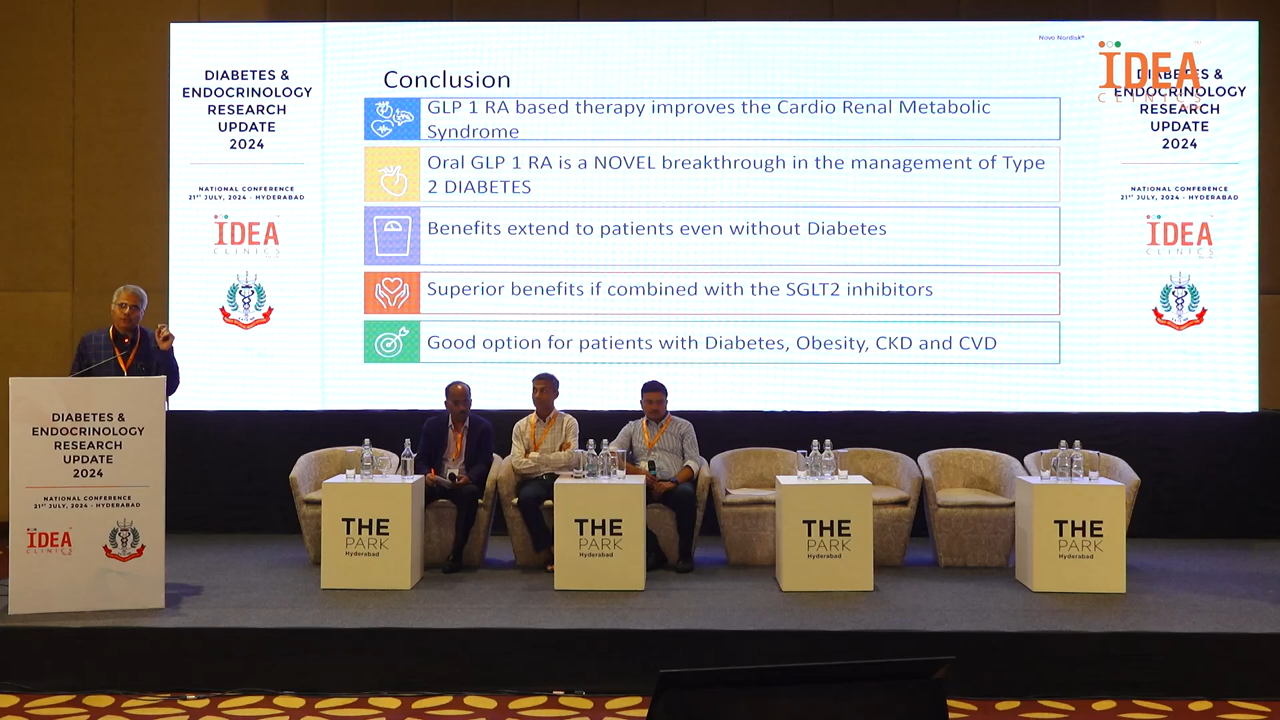 Novo Nordisk®
DIABETES &
ENDOCRINOLOGY
RESEARCH
UPDATE
2024
NATIONAL CONFERENCE
21ST JULY, 2024 - HYDERABAD
IDEA
CLINICS
Conclusion
GLP 1 RA based therapy improves the Cardio Renal Metabolic
Syndrome
Oral GLP 1 RA is a NOVEL breakthrough in the management of Type
2 DIABETES
Benefits extend to patients even without Diabetes
Superior benefits if combined with the SGLT2 inhibitors
Good option for patients with Diabetes, Obesity, CKD and CVD
IDEA
CLINICS
DIABETES &
ENDOCRINOLOGY
RESEARCH
UPDATE
2024
NATIONAL CONFERENCE
21ST JULY, 2024 - HYDERABAD
IDEA
CLINICS
DIABETES &
ENDOCRINOLOGY
RESEARCH
UPDATE
2024
NATIONAL CONFERENCE
21ST JULY, 2024 - HYDERABAD
IDEA
CLINICS
THE
PARK
Hyderabad
THE
PARK
Hyderabad
THE
PARK
Hyderabad
THE
PARK
Hyderabad